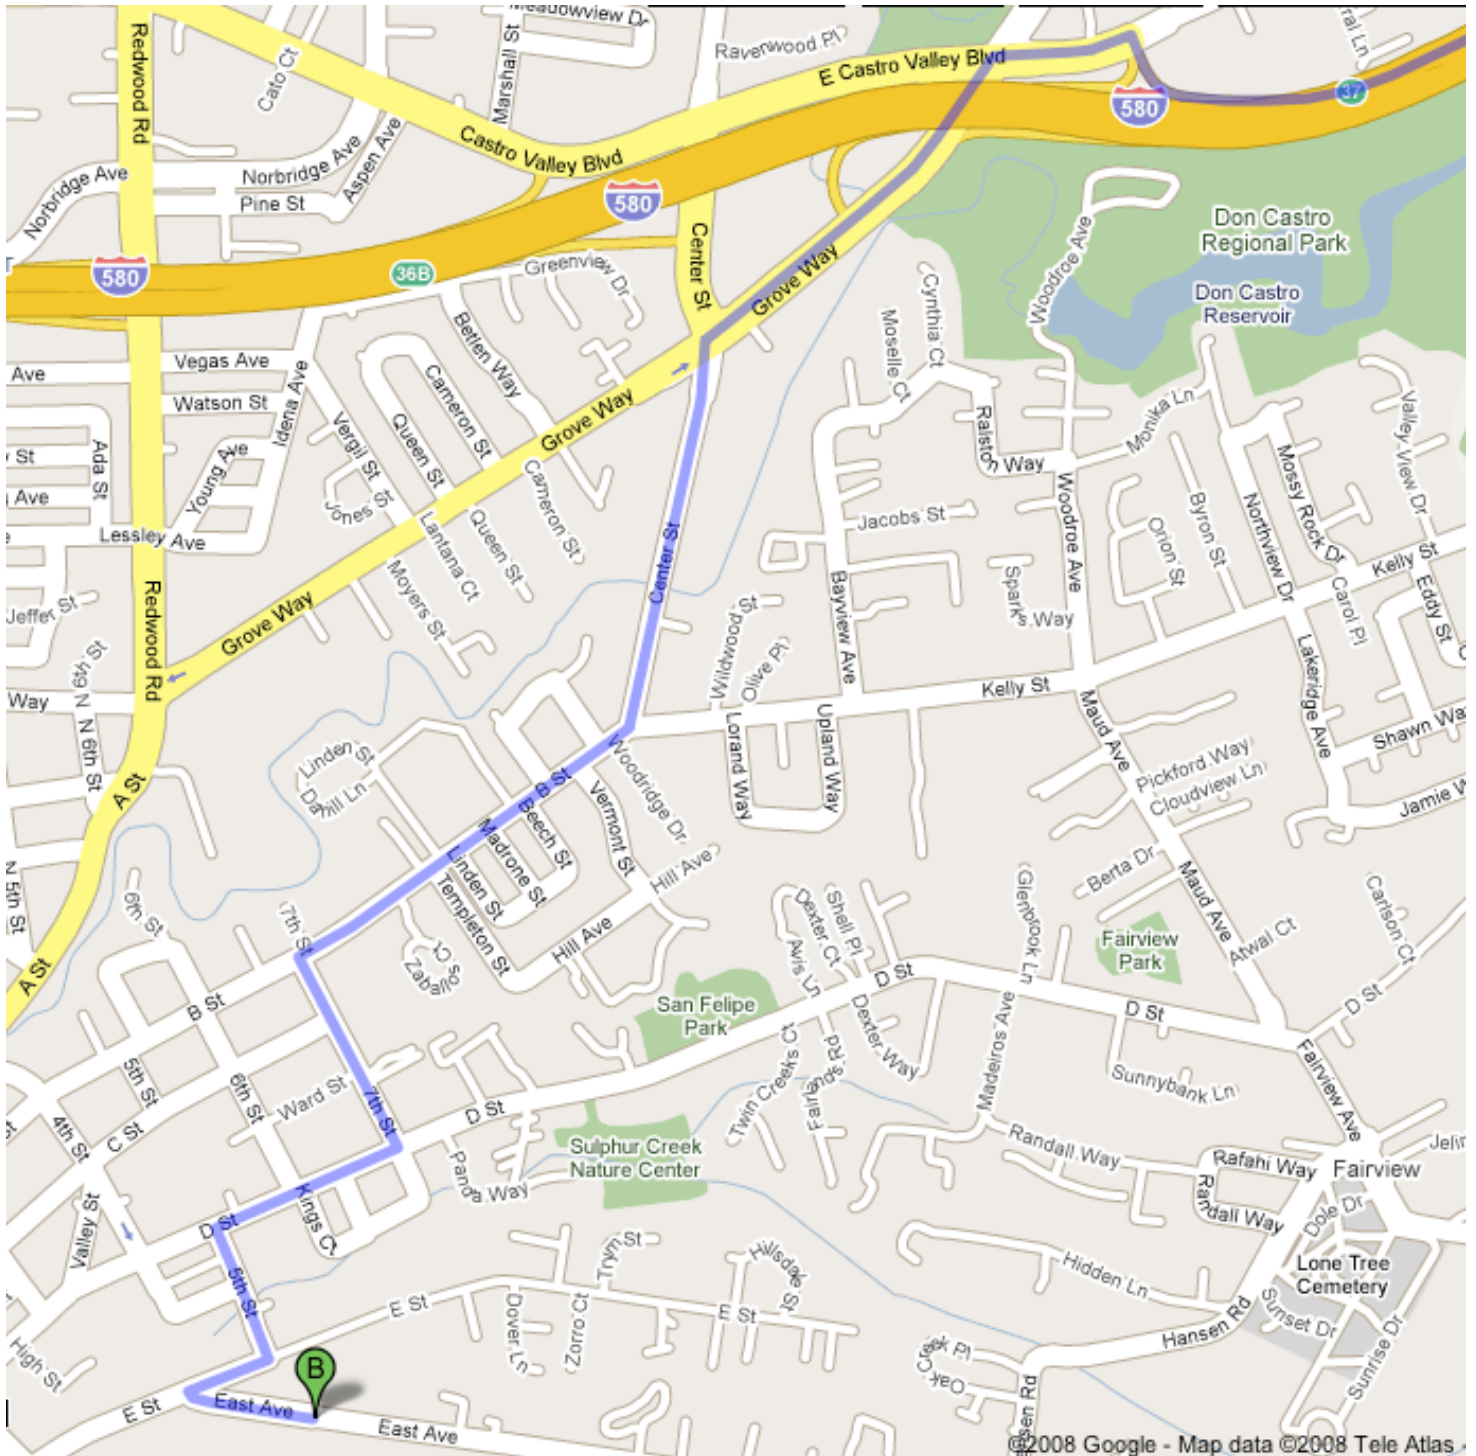 Meadowview Dr
Ravenwood Pl
Redwood Rd
Cato Ct
Marshall St
E Castro Valley Blvd
37
580
Castro Valley Blvd
Norbridge Ave
Norbridge Ave
Aspen Ave
Pine St
580
Center St
Woodroe Ave
Don Castro
Regional Park
580
36B
Greenview Dr
Grove Way
Cynthia Ct
Don Castro
Reservoir
Moselle Ct
Betlen Way
Vegas Ave
Ave
Watson St
Idena Ave
Cameron St
Queen St
Grove Way
Vergil St
Ralston Way
Monika Ln
Valley View Dr
Ada St
St
Ave
Young Ave
Jones St
Lessley Ave
Lantana Ct
Queen St
Cameron St
Center St
Jacobs St
Woodroe Ave
Orion St
Byron St
Northview Dr
Mossy Rock Dr
Kelly St
Carol Pl
Eddy St
Moyers St
Redwood Rd
Jeffer St
Grove Way
Bayview Ave
Sparks Way
Wildwood St
Olive Pl
N 6th St
Way
N 6th St
Kelly St
Lakeridge Ave
Shawn Wa
Maud Ave
Lorand Way
Upland Way
Linden St
Dahill Ln
Woodridge Dr
Pickford Way
Cloudview Ln
Jamie W
A St
B St
Vermont St
Beech St
Madrone St
Linden St
Templeton St
Hill Ave
Hill Ave
Berta Dr
Maud Ave
Glenbrook Ln
Carlson Ct
N 5th St
6th St
7th St
Zaballos Ct
Shell Pl
Dexter Ct
Avis Ln
D St
Fairview
Park
Atwal Ct
A St
B St
San Felipe
Park
Dexter Way
D St
D St
Madeiros Ave
Fairlands Rd
Twin Creeks Ct
Fairview Ave
Sunnybank Ln
5th St
6th St
Ward St
7th St
D St
4th St
C St
Sulphur Creek
Nature Center
Panda Way
Randall Way
Rafahi Way
Fairview
Jelin
Randall Way
Dole Dr
Kings Ct
Valley St
D St
Trym St
Hillsdale St
Hidden Ln
Lone Tree
Cemetery
5th St
E St
Dover Ln
Zorro Ct
E St
Sunset Dr
Hansen Rd
Sunrise Dr
High St
B
Oak Creek Pl
E St
East Ave
East Ave
©2008 Google - Map data ©2008 Tele Atlas